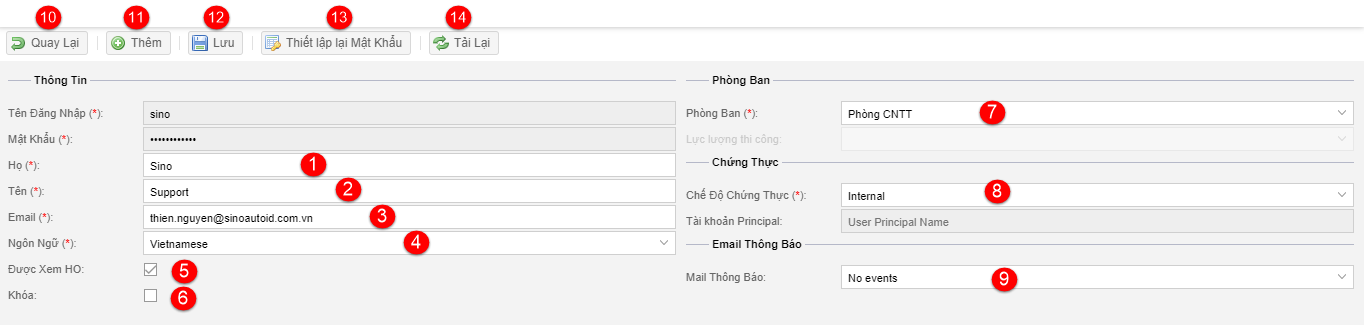 10 11 12 13 14
Quay Lại Thêm Lưu Thiết lập lại Mật Khẩu Tải Lại
Thông Tin
Tên Đăng Nhập (*): sino
Mật Khẩu (*): ••••••••••••
Họ (*): Sino 1
Tên (*): Support 2
Email (*): thien.nguyen@sinoautoid.com.vn 3
Ngôn Ngữ (*): Vietnamese 4
Được Xem HO: 5
Khóa: 6
Phòng Ban
Phòng Ban (*): Phòng CNTT 7
Lực lượng thi công:
Chứng Thực
Chế Độ Chứng Thực (*): Internal 8
Tài khoản Principal: User Principal Name
Email Thông Báo
Mail Thông Báo: No events 9